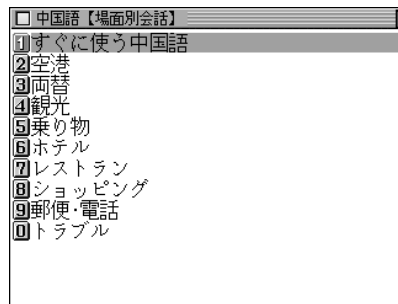 中国語【場面別会話】
1すぐに使う中国語
2空港
3両替
4観光
5乗り物
6ホテル
7レストラン
8ショッピング
9郵便･電話
0トラブル